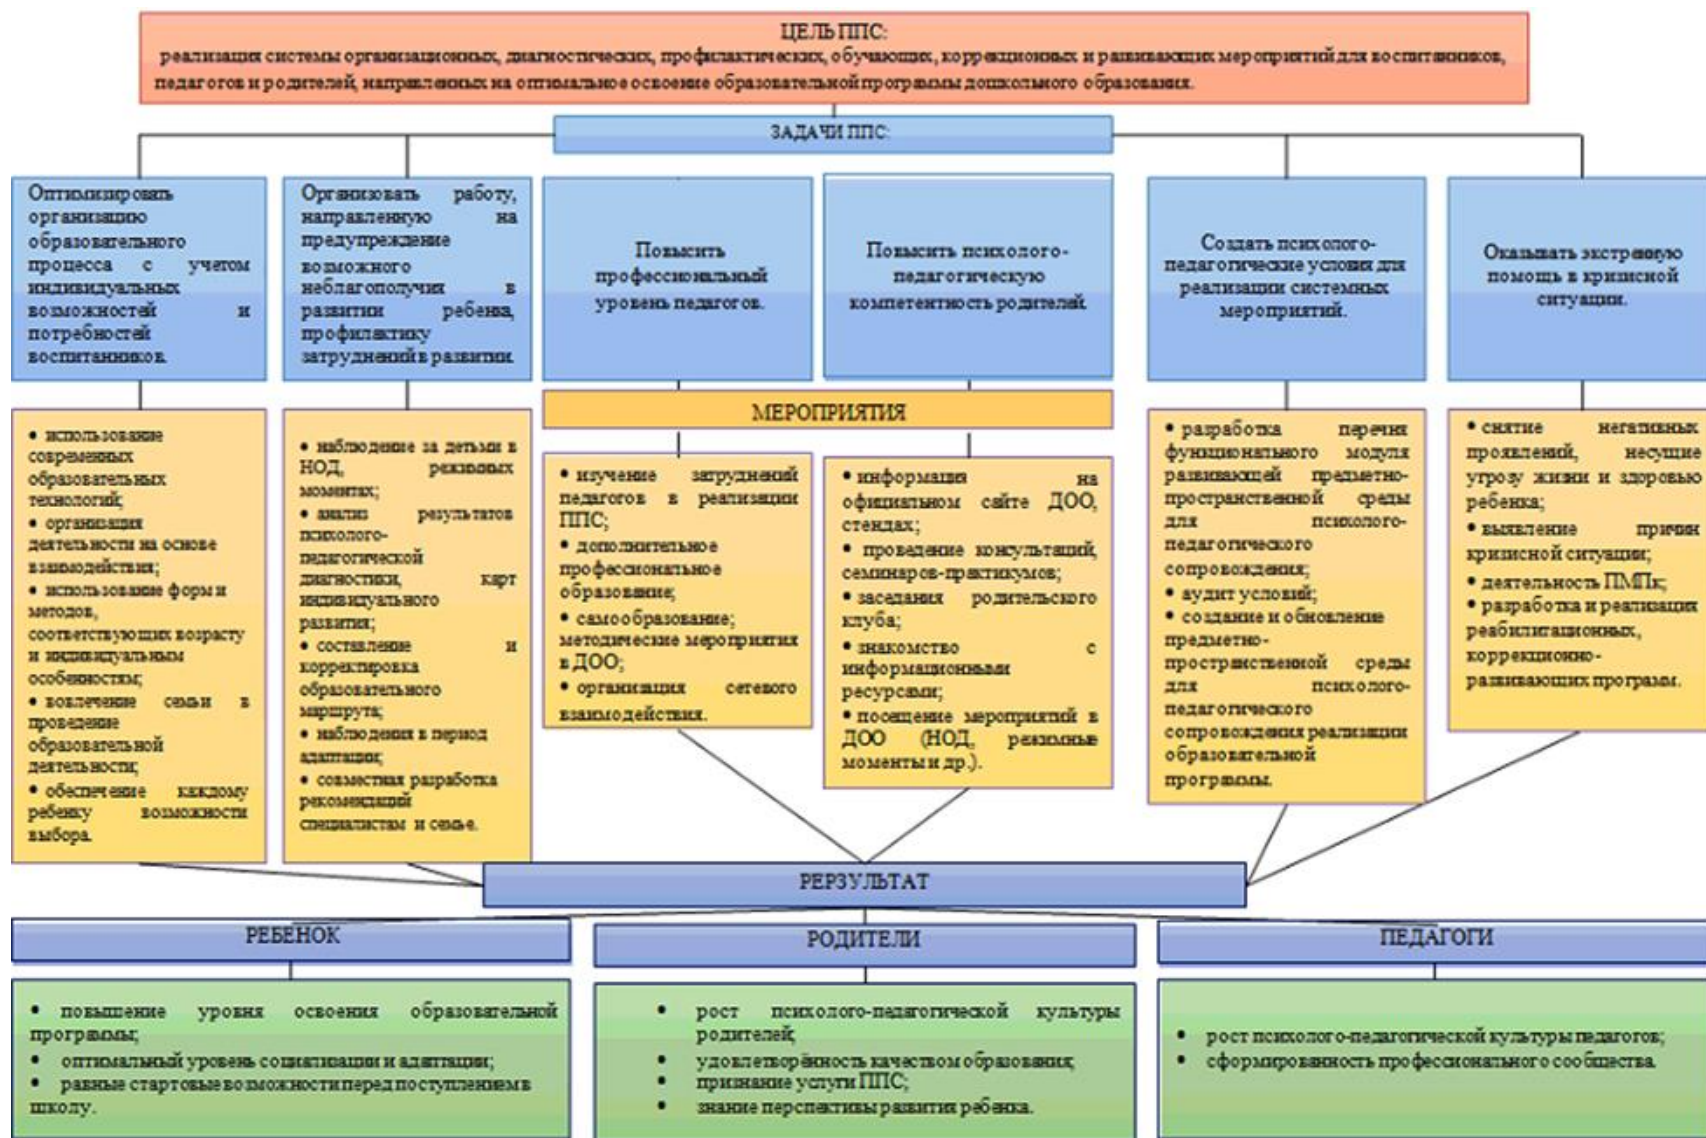 ЦЕЛЬ ППС:
реализация системы организационных, диагностических, профилактических, обучающих, коррекционных и развивающих мероприятий для воспитанников,
педагогов и родителей, направленных на оптимальное освоение образовательной программы дошкольного образования.
ЗАДАЧИ ППС:
Оптимизировать
организацию
образовательного
процесса с учетом
индивидуальных
возможностей и
потребностей
воспитанников.
Организовать работу,
направленную на
предупреждение
возможного
неблагополучия в
развитии ребенка,
профилактику
затруднений в развитии.
Повысить
профессиональный
уровень педагогов.
Повысить психолого-
педагогическую
компетентность родителей.
Создать психолого-
педагогические условия для
реализации системных
мероприятий.
Оказывать экстренную
помощь в кризисной
ситуации.
МЕРОПРИЯТИЯ
• использование
современных
образовательных
технологий;
• организация
деятельности на основе
взаимодействия;
• использование форм и
методов,
соответствующих возрасту
и индивидуальным
особенностям;
• вовлечение семьи в
проведение
образовательной
деятельности;
• обеспечение каждому
ребенку возможности
выбора.
• наблюдение за детьми в
НОД, режимных
моментах;
• анализ результатов
психолого-
педагогической
диагностики, карт
индивидуального
развития;
• составление и
корректировка
образовательного
маршрута;
• наблюдения в период
адаптации;
• совместная разработка
рекомендаций
специалистам и семье.
• изучение затруднений
педагогов в реализации
ППС;
• дополнительное
профессиональное
образование;
• самообразование;
методические мероприятия
в ДОО;
• организация сетевого
взаимодействия.
• информация на
официальном сайте ДОО,
стендах;
• проведение консультаций,
семинаров-практикумов;
• заседания родительского
клуба;
• знакомство с
информационными
ресурсами;
• посещение мероприятий в
ДОО (НОД, режимные
моменты и др.).
• разработка перечня
функционального модуля
развивающей предметно-
пространственной среды
для психолого-
педагогического
сопровождения;
• аудит условий;
• создание и обновление
предметно-
пространственной среды
для психолого-
педагогического
сопровождения реализации
образовательной
программы.
• снятие негативных
проявлений, несущие
угрозу жизни и здоровью
ребенка;
• выявление причин
кризисной ситуации;
• деятельность ПМПк;
• разработка и реализация
реабилитационных,
коррекционно-
развивающих программ.
РЕРЗУЛЬТАТ
РЕБЕНОК
РОДИТЕЛИ
ПЕДАГОГИ
• повышение уровня освоения образовательной
программы;
• оптимальный уровень социализации и адаптации;
• равные стартовые возможности перед поступлением в
школу.
• рост психолого-педагогической культуры
родителей;
• удовлетворённость качеством образования;
• признание услуги ППС;
• знание перспективы развития ребенка.
• рост психолого-педагогической культуры педагогов;
• сформированность профессионального сообщества.